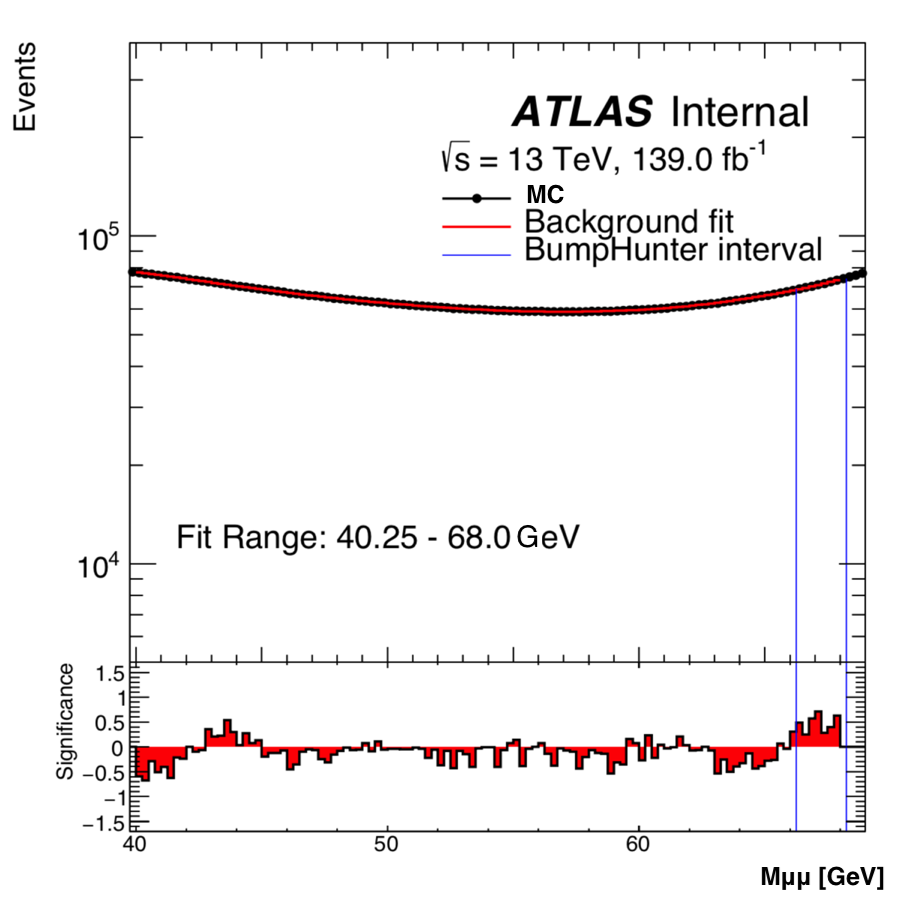 Events
ATLAS Internal
√s = 13 TeV, 139.0 fb⁻¹
MC
Background fit
BumpHunter interval
10⁵
Fit Range: 40.25 - 68.0 GeV
10⁴
Significance
1.5
1
0.5
0
−0.5
−1
−1.5
40 50 60
Mμμ [GeV]